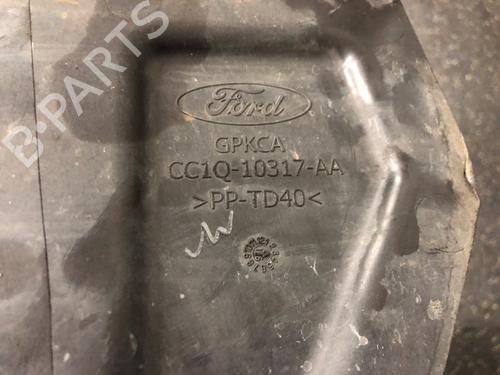 B-PARTS
Ford
GPKCA
CC1Q-10317-AA
>PP-TD40<